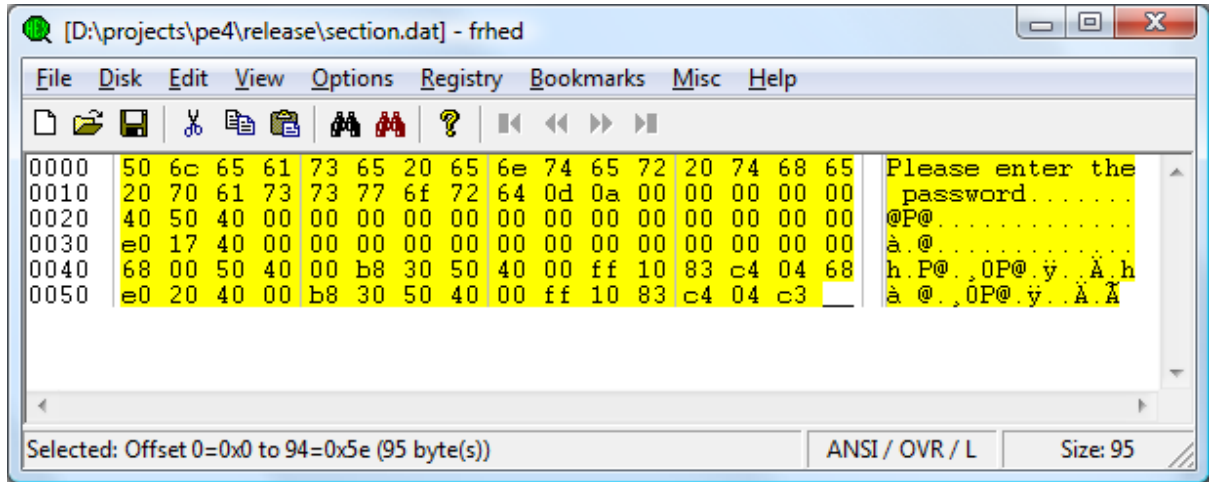 [D:\projects\pe4\release\section.dat] - frhed
File Disk Edit View Options Registry Bookmarks Misc Help
0000 50 6c 65 61 73 65 20 65 6e 74 65 72 20 74 68 65 Please enter the
0010 20 70 61 73 73 77 6f 72 64 0d 0a 00 00 00 00 00  password.......
0020 40 50 40 00 00 00 00 00 00 00 00 00 00 00 00 00 @P@.............
0030 e0 17 40 00 00 00 00 00 00 00 00 00 00 00 00 00 à.@.............
0040 68 00 50 40 00 b8 30 50 40 00 ff 10 83 c4 04 68 h.P@.¸0P@.ÿ..Ä.h
0050 e0 20 40 00 b8 30 50 40 00 ff 10 83 c4 04 c3 __ à @.¸0P@.ÿ..Ä.Ã
Selected: Offset 0=0x0 to 94=0x5e (95 byte(s)) ANSI / OVR / L Size: 95